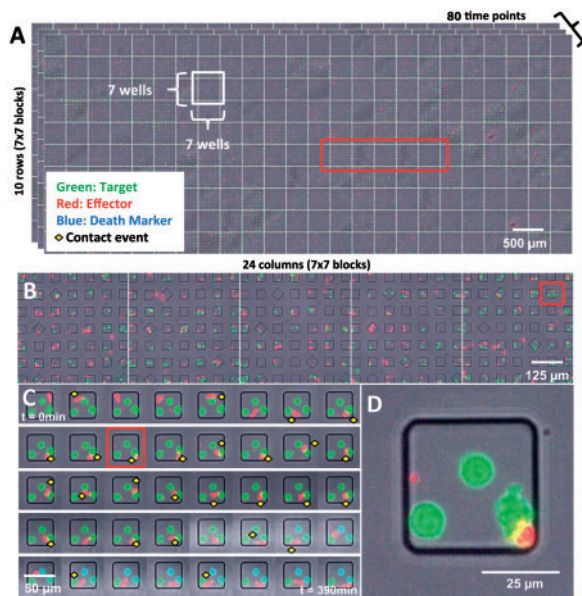 80 time points
A
7 wells
7 wells
10 rows (7x7 blocks)
Green: Target
Red: Effector
Blue: Death Marker
Contact event
500 µm
24 columns (7x7 blocks)
B
125 µm
C
t = 0min
D
50 µm
t = 390min
25 µm